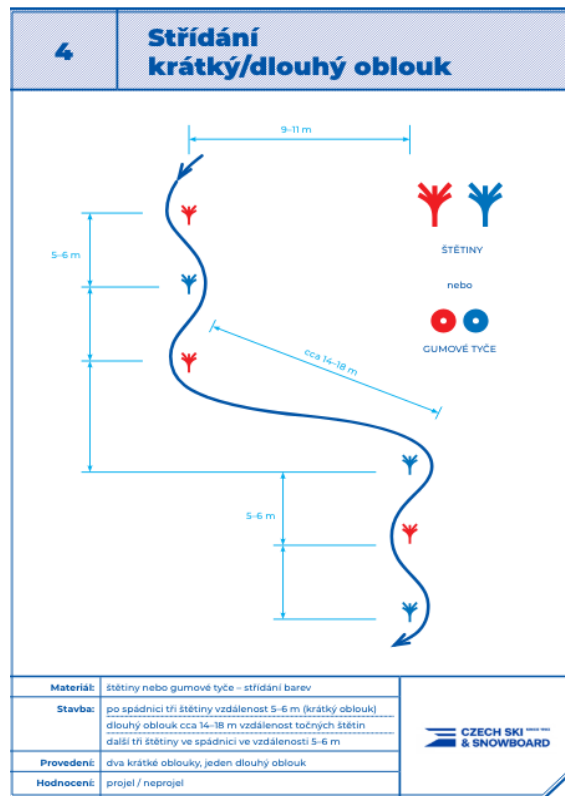 4
Střídání
krátký/dlouhý oblouk
9–11 m
5–6 m
cca 14–18 m
5–6 m
ŠTĚTINY
nebo
GUMOVÉ TYČE
Materiál: štětiny nebo gumové tyče – střídání barev
Stavba: po spádnici tři štětiny vzdálenost 5–6 m (krátký oblouk)
dlouhý oblouk cca 14–18 m vzdálenost točných štětin
další tři štětiny ve spádnici ve vzdálenosti 5–6 m
Provedení: dva krátké oblouky, jeden dlouhý oblouk
Hodnocení: projel / neprojel
CZECH SKI
& SNOWBOARD